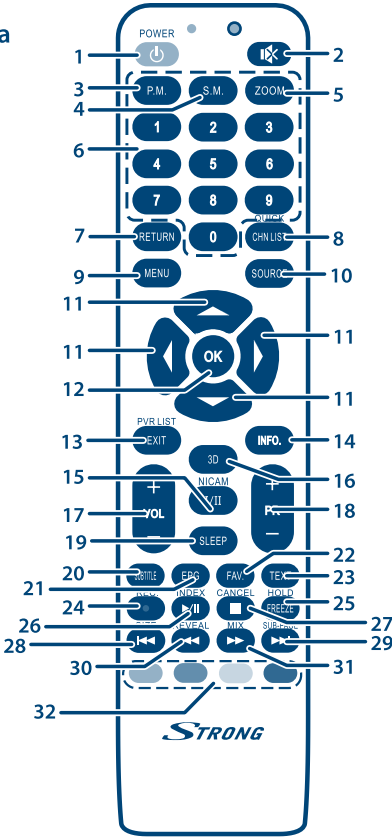 a
POWER
1
2
3
P.M.
S.M.
ZOOM
4
5
1
2
3
6
4
5
6
7
8
9
QUICK
7
RETURN
0
CHN LIST
8
9
MENU
SOURCE
10
11
11
11
OK
12
11
PVR LIST
13
EXIT
INFO.
14
3D
15
16
NICAM
I/II
17
+
VOL
−
+
PR
−
18
19
SLEEP
20
22
SUBTITLE
EPG
FAV.
TEXT
21
23
REC.
INDEX
CANCEL
HOLD
24
FREEZE
25
26
27
REVEAL
MIX
SUB-PAGE
28
29
30
31
32
STRONG